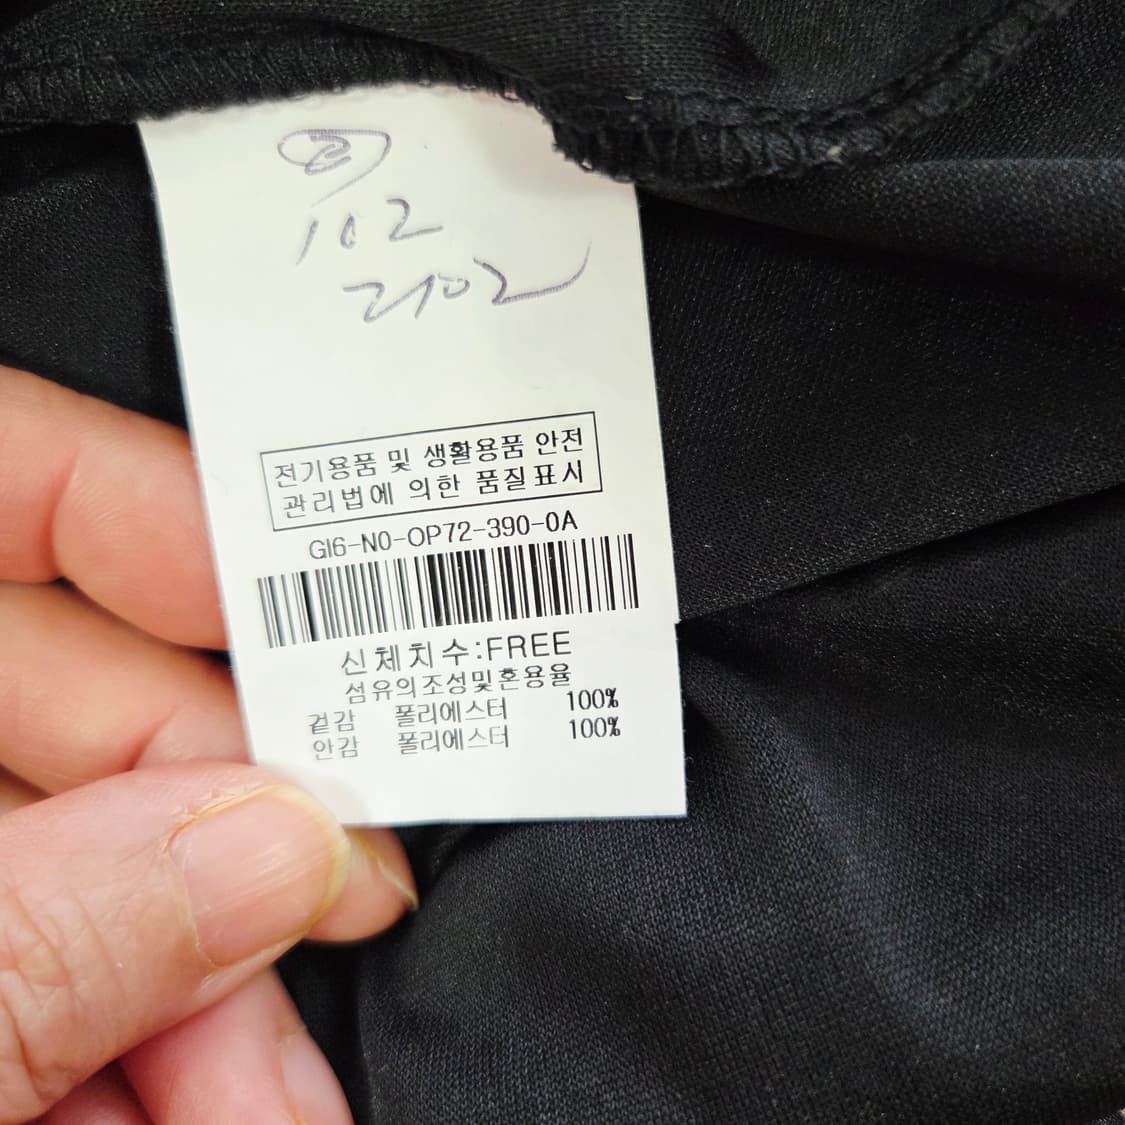 102
2102
전기용품 및 생활용품 안전
관리법에 의한 품질표시
GI6-N0-OP72-390-0A
신체치수:FREE
섬유의조성및혼용율
겉감 폴리에스터 100%
안감 폴리에스터 100%